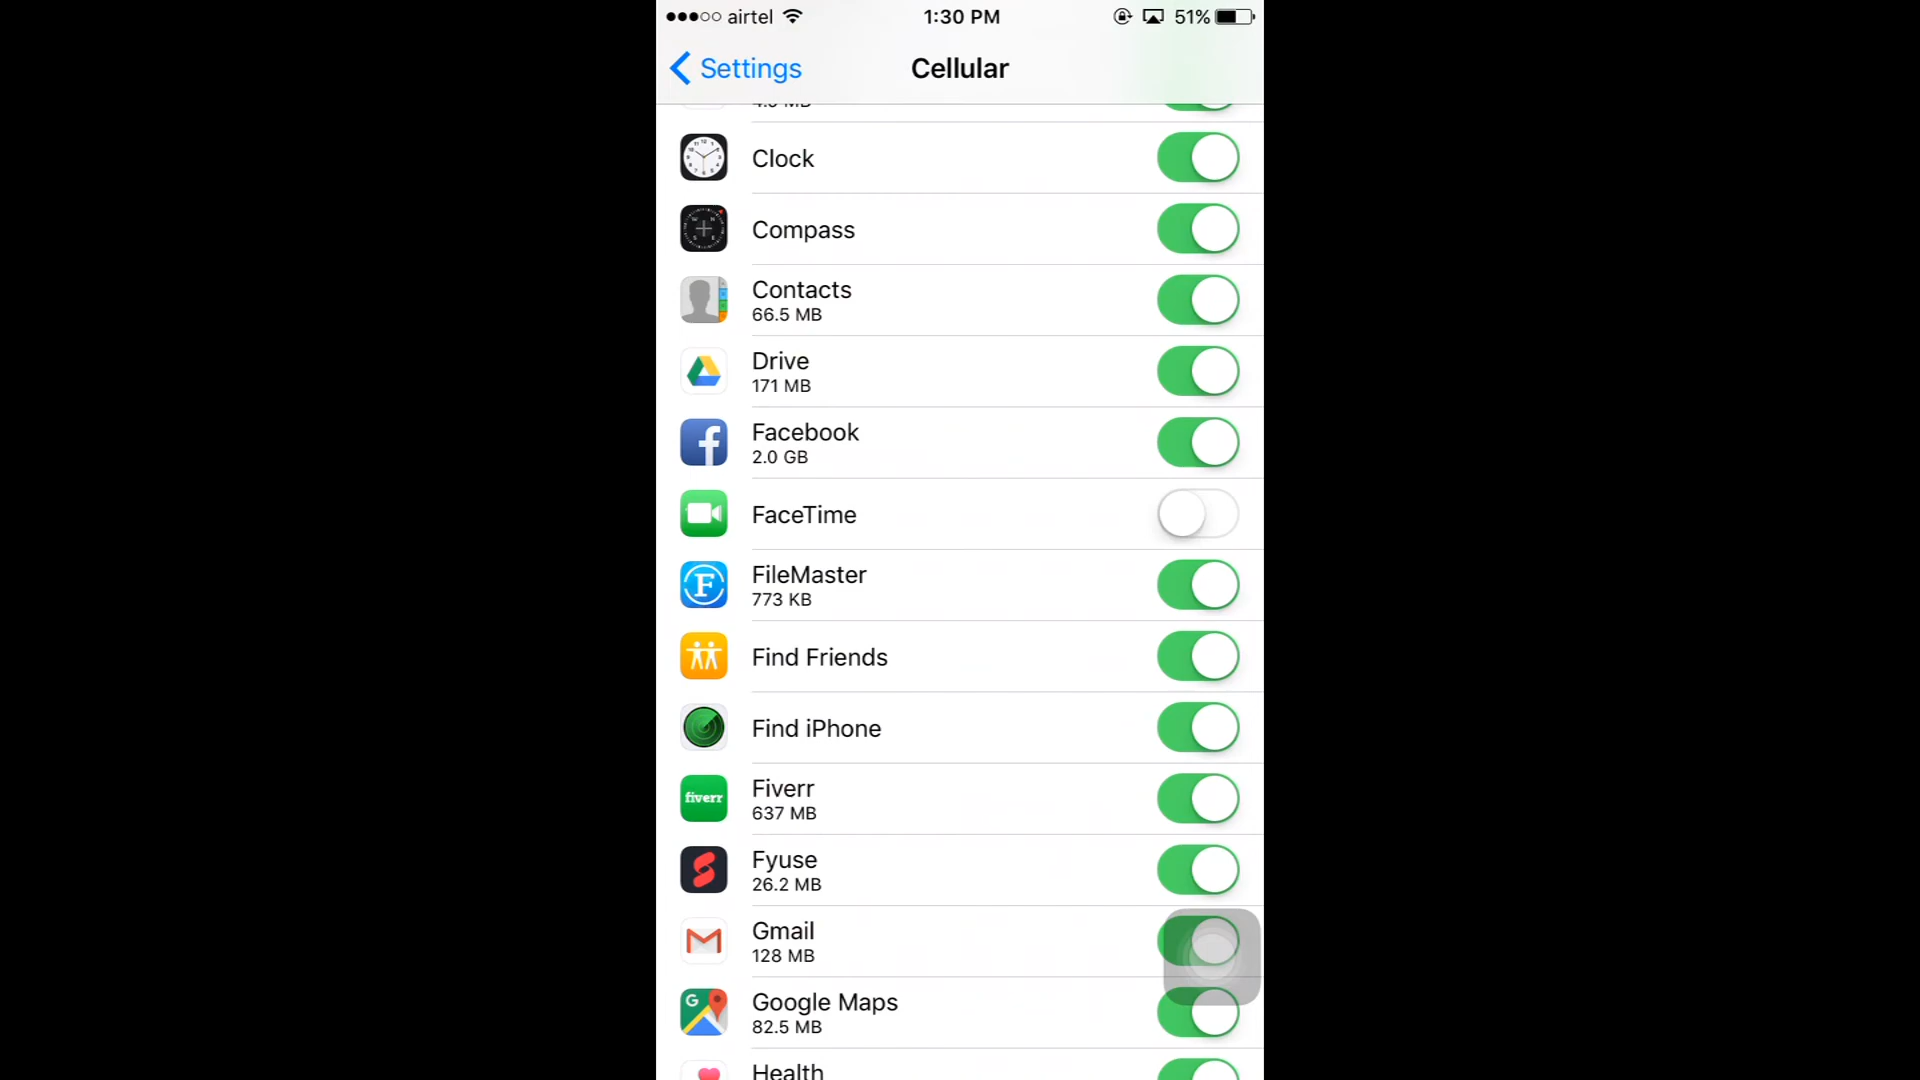 airtel 1:30 PM 51%
Settings Cellular
Clock
Compass
Contacts
66.5 MB
Drive
171 MB
Facebook
2.0 GB
FaceTime
FileMaster
773 KB
Find Friends
Find iPhone
fiverr
Fiverr
637 MB
Fyuse
26.2 MB
Gmail
128 MB
G
Google Maps
82.5 MB
Health